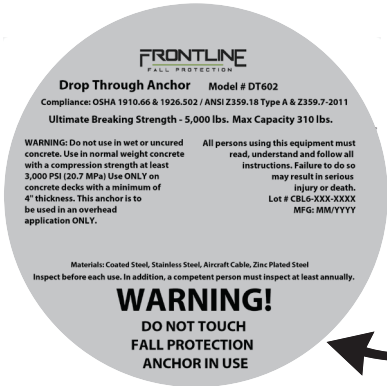 FRONTLINE
FALL PROTECTION
Drop Through Anchor Model # DT602
Compliance: OSHA 1910.66 & 1926.502 / ANSI Z359.18 Type A & Z359.7-2011
Ultimate Breaking Strength - 5,000 lbs. Max Capacity 310 lbs.
WARNING: Do not use in wet or uncured
concrete. Use in normal weight concrete
with a compression strength at least
3,000 PSI (20.7 MPa) Use ONLY on
concrete decks with a minimum of
4" thickness. This anchor is to
be used in an overhead
application ONLY.
All persons using this equipment must
read, understand and follow all
instructions. Failure to do so
may result in serious
injury or death.
Lot # CBL6-XXX-XXXX
MFG: MM/YYYY
Materials: Coated Steel, Stainless Steel, Aircraft Cable, Zinc Plated Steel
Inspect before each use. In addition, a competent person must inspect at least annually.
WARNING!
DO NOT TOUCH
FALL PROTECTION
ANCHOR IN USE